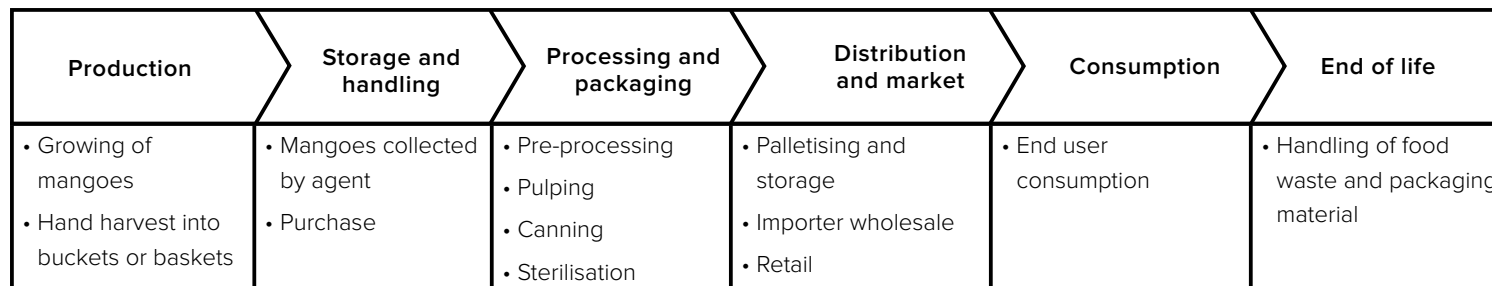 Production
Storage and
handling
Processing and
packaging
Distribution
and market
Consumption
End of life
• Growing of
mangoes
• Hand harvest into
buckets or baskets
• Mangoes collected
by agent
• Purchase
• Pre-processing
• Pulping
• Canning
• Sterilisation
• Palletising and
storage
• Importer wholesale
• Retail
• End user
consumption
• Handling of food
waste and packaging
material